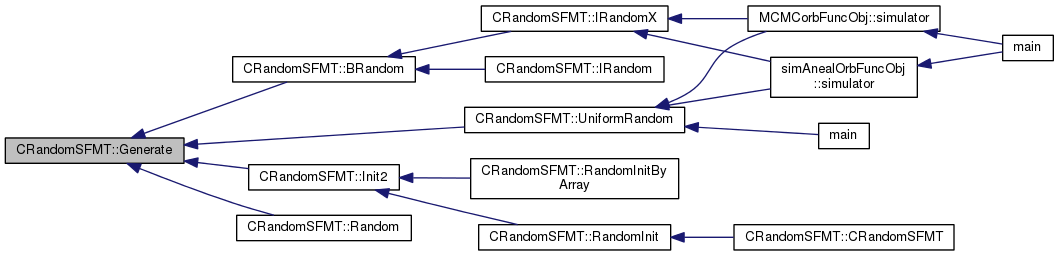 CRandomSFMT::IRandomX
MCMCorbFuncObj::simulator
main
CRandomSFMT::BRandom
CRandomSFMT::IRandom
simAnealOrbFuncObj
::simulator
CRandomSFMT::UniformRandom
main
CRandomSFMT::Generate
CRandomSFMT::Init2
CRandomSFMT::RandomInitBy
Array
CRandomSFMT::Random
CRandomSFMT::RandomInit
CRandomSFMT::CRandomSFMT